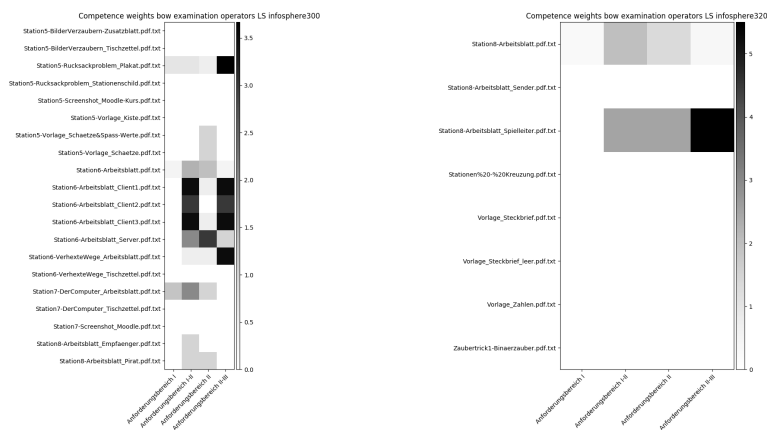 Competence weights bow examination operators LS infosphere300
Station5-BilderVerzaubern-Zusatzblatt.pdf.txt
Station5-BilderVerzaubern_Tischzettel.pdf.txt
Station5-Rucksackproblem_Plakat.pdf.txt
Station5-Rucksackproblem_Stationenschild.pdf.txt
Station5-Screenshot_Moodle-Kurs.pdf.txt
Station5-Vorlage_Kiste.pdf.txt
Station5-Vorlage_Schaetze&Spass-Werte.pdf.txt
Station5-Vorlage_Schaetze.pdf.txt
Station6-Arbeitsblatt.pdf.txt
Station6-Arbeitsblatt_Client1.pdf.txt
Station6-Arbeitsblatt_Client2.pdf.txt
Station6-Arbeitsblatt_Client3.pdf.txt
Station6-Arbeitsblatt_Server.pdf.txt
Station6-VerhexteWege_Arbeitsblatt.pdf.txt
Station6-VerhexteWege_Tischzettel.pdf.txt
Station7-DerComputer_Arbeitsblatt.pdf.txt
Station7-DerComputer_Tischzettel.pdf.txt
Station7-Screenshot_Moodle.pdf.txt
Station8-Arbeitsblatt_Empfaenger.pdf.txt
Station8-Arbeitsblatt_Pirat.pdf.txt
Anforderungsbereich I
Anforderungsbereich I-II
Anforderungsbereich II
Anforderungsbereich II-III
3.5
3.0
2.5
2.0
1.5
1.0
0.5
0.0
Competence weights bow examination operators LS infosphere320
Station8-Arbeitsblatt.pdf.txt
Station8-Arbeitsblatt_Sender.pdf.txt
Station8-Arbeitsblatt_Spielleiter.pdf.txt
Stationen%20-%20Kreuzung.pdf.txt
Vorlage_Steckbrief.pdf.txt
Vorlage_Steckbrief_leer.pdf.txt
Vorlage_Zahlen.pdf.txt
Zaubertrick1-Binaerzauber.pdf.txt
Anforderungsbereich I
Anforderungsbereich I-II
Anforderungsbereich II
Anforderungsbereich II-III
5
4
3
2
1
0